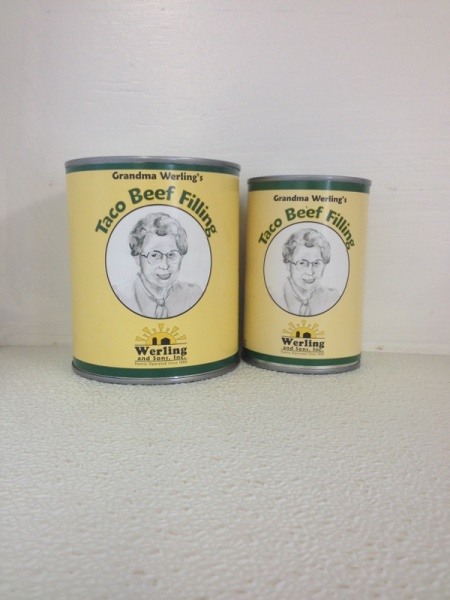 Grandma Werling's
Taco Beef Filling
Werling
and Sons, Inc.
Grandma Werling's
Taco Beef Filling
Werling
and Sons, Inc.